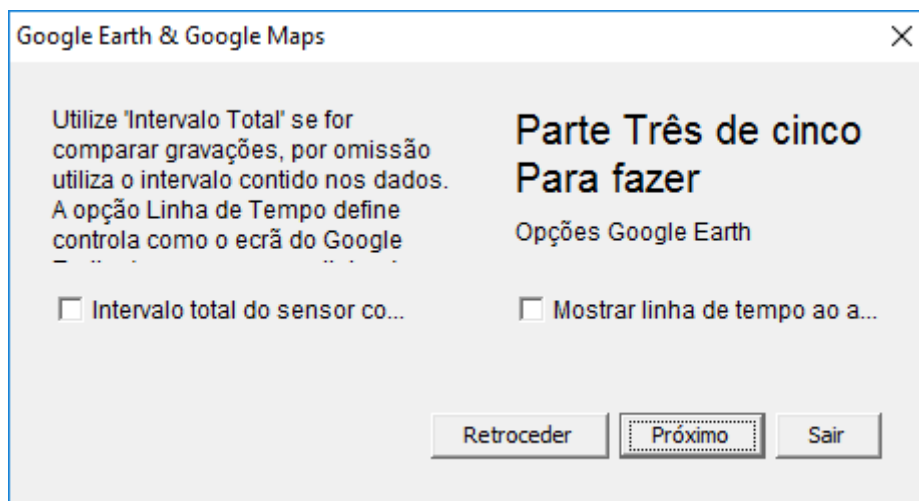 Google Earth & Google Maps
Utilize 'Intervalo Total' se for
comparar gravações, por omissão
utiliza o intervalo contido nos dados.
A opção Linha de Tempo define
controla como o ecrã do Google
Parte Três de cinco
Para fazer
Opções Google Earth
Intervalo total do sensor co...
Mostrar linha de tempo ao a...
Retroceder
Próximo
Sair